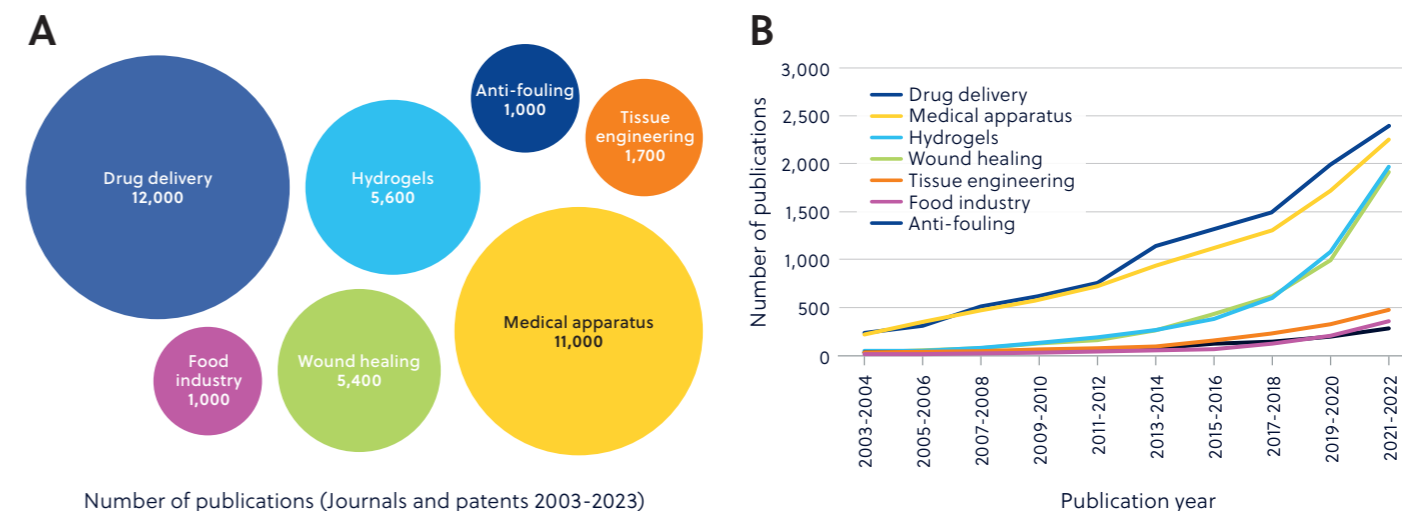 A
Drug delivery
12,000
Hydrogels
5,600
Anti-fouling
1,000
Tissue
engineering
1,700
Food
industry
1,000
Wound healing
5,400
Medical apparatus
11,000
Number of publications (Journals and patents 2003-2023)
B
Number of publications
3,000
2,500
2,000
1,500
1,000
500
0
Drug delivery
Medical apparatus
Hydrogels
Wound healing
Tissue engineering
Food industry
Anti-fouling
2003-2004
2005-2006
2007-2008
2009-2010
2011-2012
2013-2014
2015-2016
2017-2018
2019-2020
2021-2022
Publication year